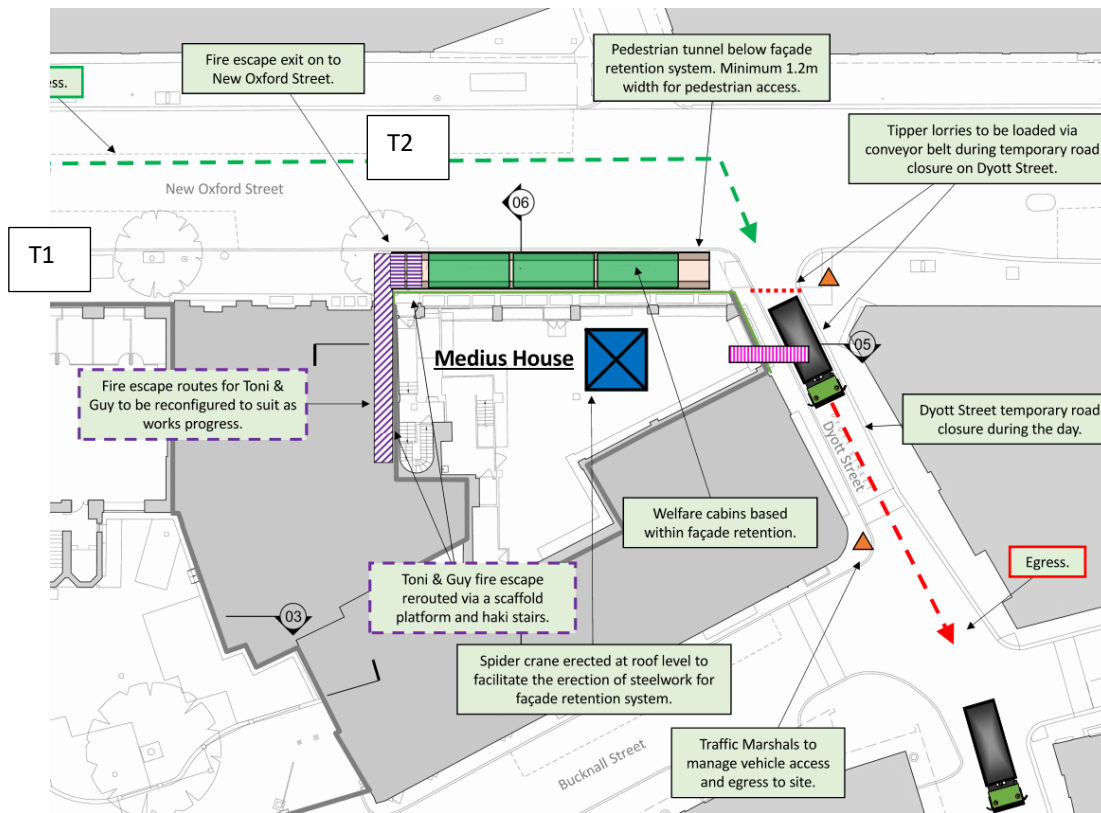 Fire escape exit on to
New Oxford Street.
Pedestrian tunnel below façade
retention system. Minimum 1.2m
width for pedestrian access.
ess.
T2
Tipper lorries to be loaded via
conveyor belt during temporary road
closure on Dyott Street.
New Oxford Street
06
T1
Medius House
05
Fire escape routes for Toni &
Guy to be reconfigured to suit as
works progress.
Dyott Street temporary road
closure during the day.
Dyott Street
Welfare cabins based
within façade retention.
Egress.
Toni & Guy fire escape
rerouted via a scaffold
platform and haki stairs.
03
Spider crane erected at roof level to
facilitate the erection of steelwork for
façade retention system.
Traffic Marshals to
manage vehicle access
and egress to site.
Bucknall Street